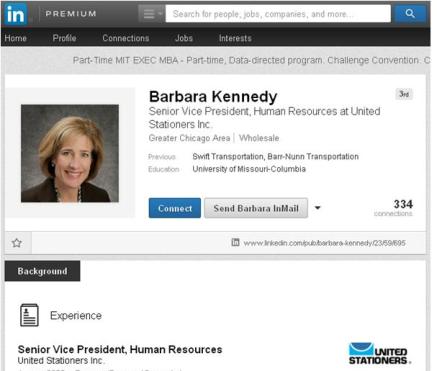 in PREMIUM Search for people, jobs, companies, and more...
Home Profile Connections Jobs Interests
Part-Time MIT EXEC MBA - Part-time, Data-directed program. Challenge Convention. C
Barbara Kennedy 3rd
Senior Vice President, Human Resources at United
Stationers Inc.
Greater Chicago Area | Wholesale
Previous Swift Transportation, Barr-Nunn Transportation
Education University of Missouri-Columbia
Connect Send Barbara InMail 334
connections
in www.linkedin.com/pub/barbara-kennedy/23/59/695
Background
Experience
Senior Vice President, Human Resources
United Stationers Inc.
UNITED
STATIONERS